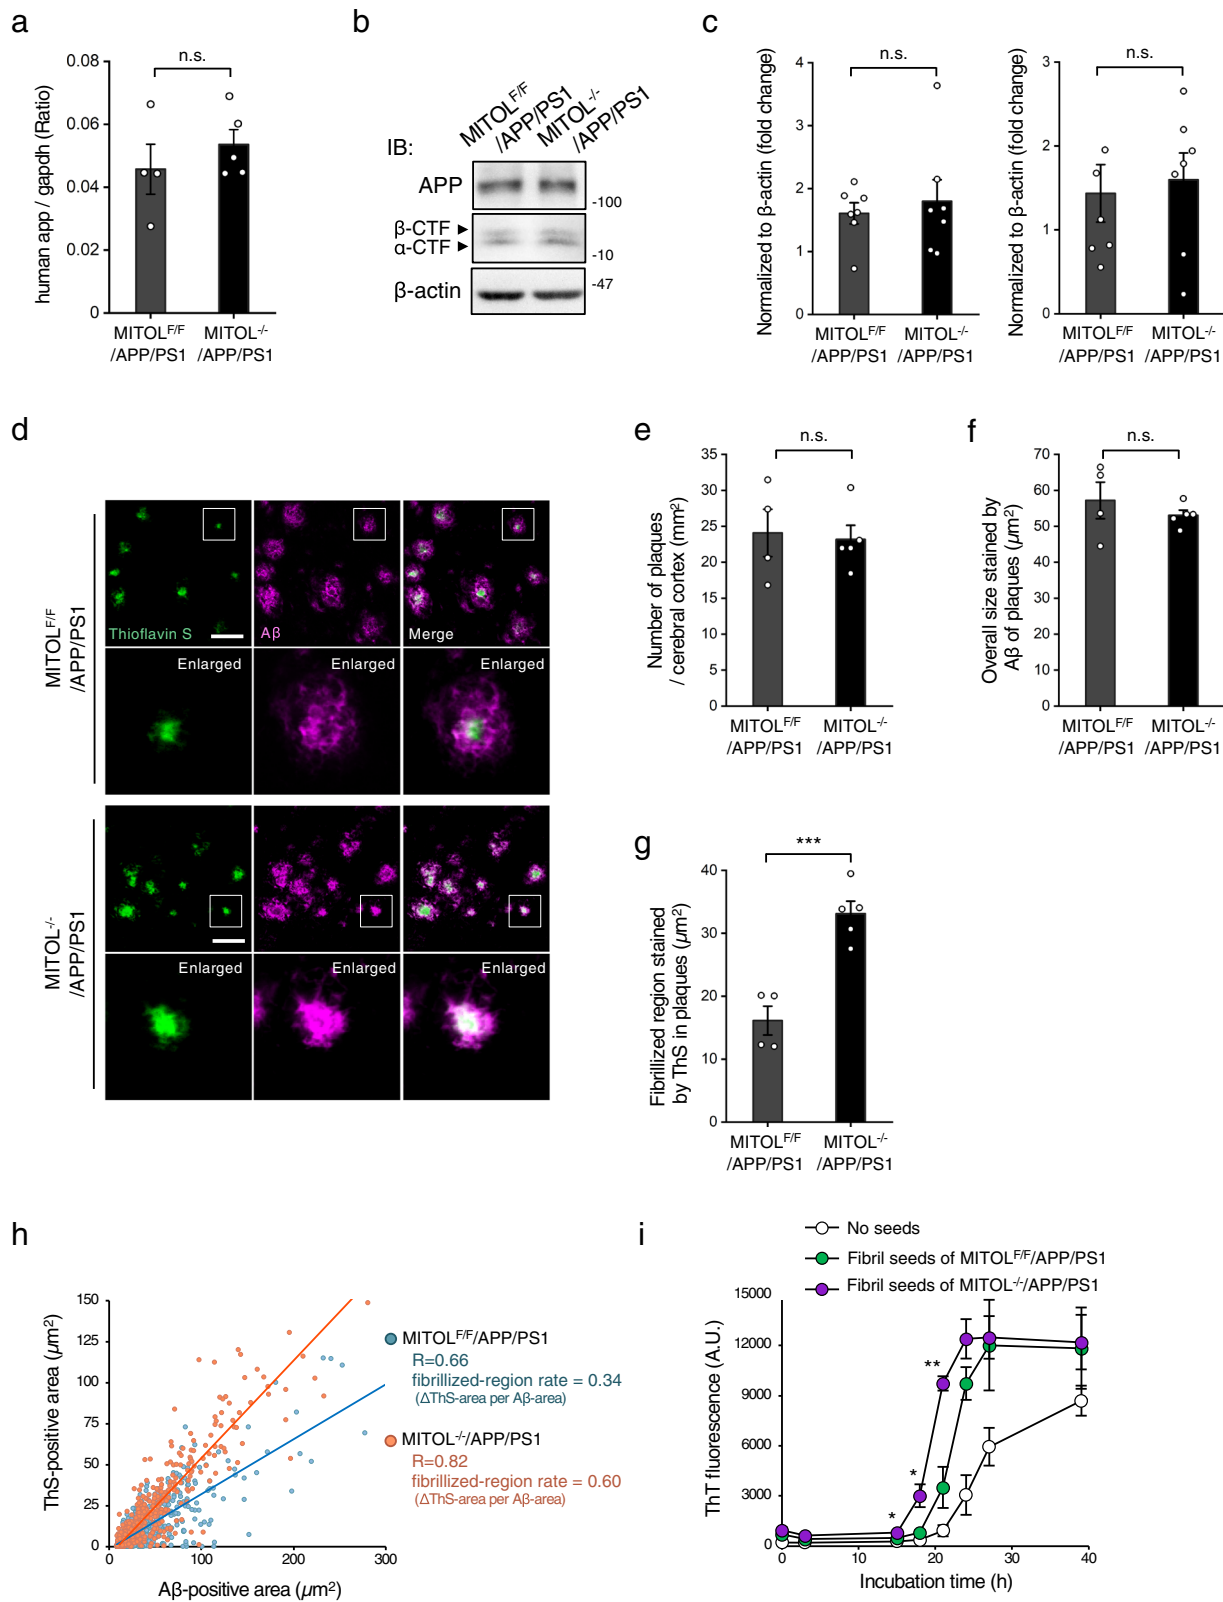 a
n.s.
0.08
0.06
0.04
0.02
0
human app / gapdh (Ratio)
MITOLF/F
/APP/PS1
MITOL-/-
/APP/PS1
b
MITOLF/F
/APP/PS1
MITOL-/-
/APP/PS1
IB:
APP
-100
β-CTF
α-CTF
-10
β-actin
-47
c
n.s.
4
3
2
1
0
Normalized to β-actin (fold change)
MITOLF/F
/APP/PS1
MITOL-/-
/APP/PS1
n.s.
3
2
1
0
Normalized to β-actin (fold change)
MITOLF/F
/APP/PS1
MITOL-/-
/APP/PS1
d
MITOLF/F
/APP/PS1
Thioflavin S
Aβ
Merge
Enlarged
Enlarged
Enlarged
MITOL-/-
/APP/PS1
Enlarged
Enlarged
Enlarged
e
n.s.
35
30
25
20
15
10
5
0
Number of plaques
/ cerebral cortex (mm2)
MITOLF/F
/APP/PS1
MITOL-/-
/APP/PS1
f
n.s.
70
60
50
40
30
20
10
0
Overall size stained by
Aβ of plaques (μm2)
MITOLF/F
/APP/PS1
MITOL-/-
/APP/PS1
g
***
40
30
20
10
0
Fibrillized region stained
by ThS in plaques (μm2)
MITOLF/F
/APP/PS1
MITOL-/-
/APP/PS1
h
150
125
100
75
50
25
0
ThS-positive area (μm2)
0
100
200
300
Aβ-positive area (μm2)
MITOLF/F/APP/PS1
R=0.66
fibrillized-region rate = 0.34
(ΔThS-area per Aβ-area)
MITOL-/-/APP/PS1
R=0.82
fibrillized-region rate = 0.60
(ΔThS-area per Aβ-area)
i
No seeds
Fibril seeds of MITOLF/F/APP/PS1
Fibril seeds of MITOL-/-/APP/PS1
15000
12000
9000
6000
3000
0
ThT fluorescence (A.U.)
**
*
*
0
10
20
30
40
Incubation time (h)